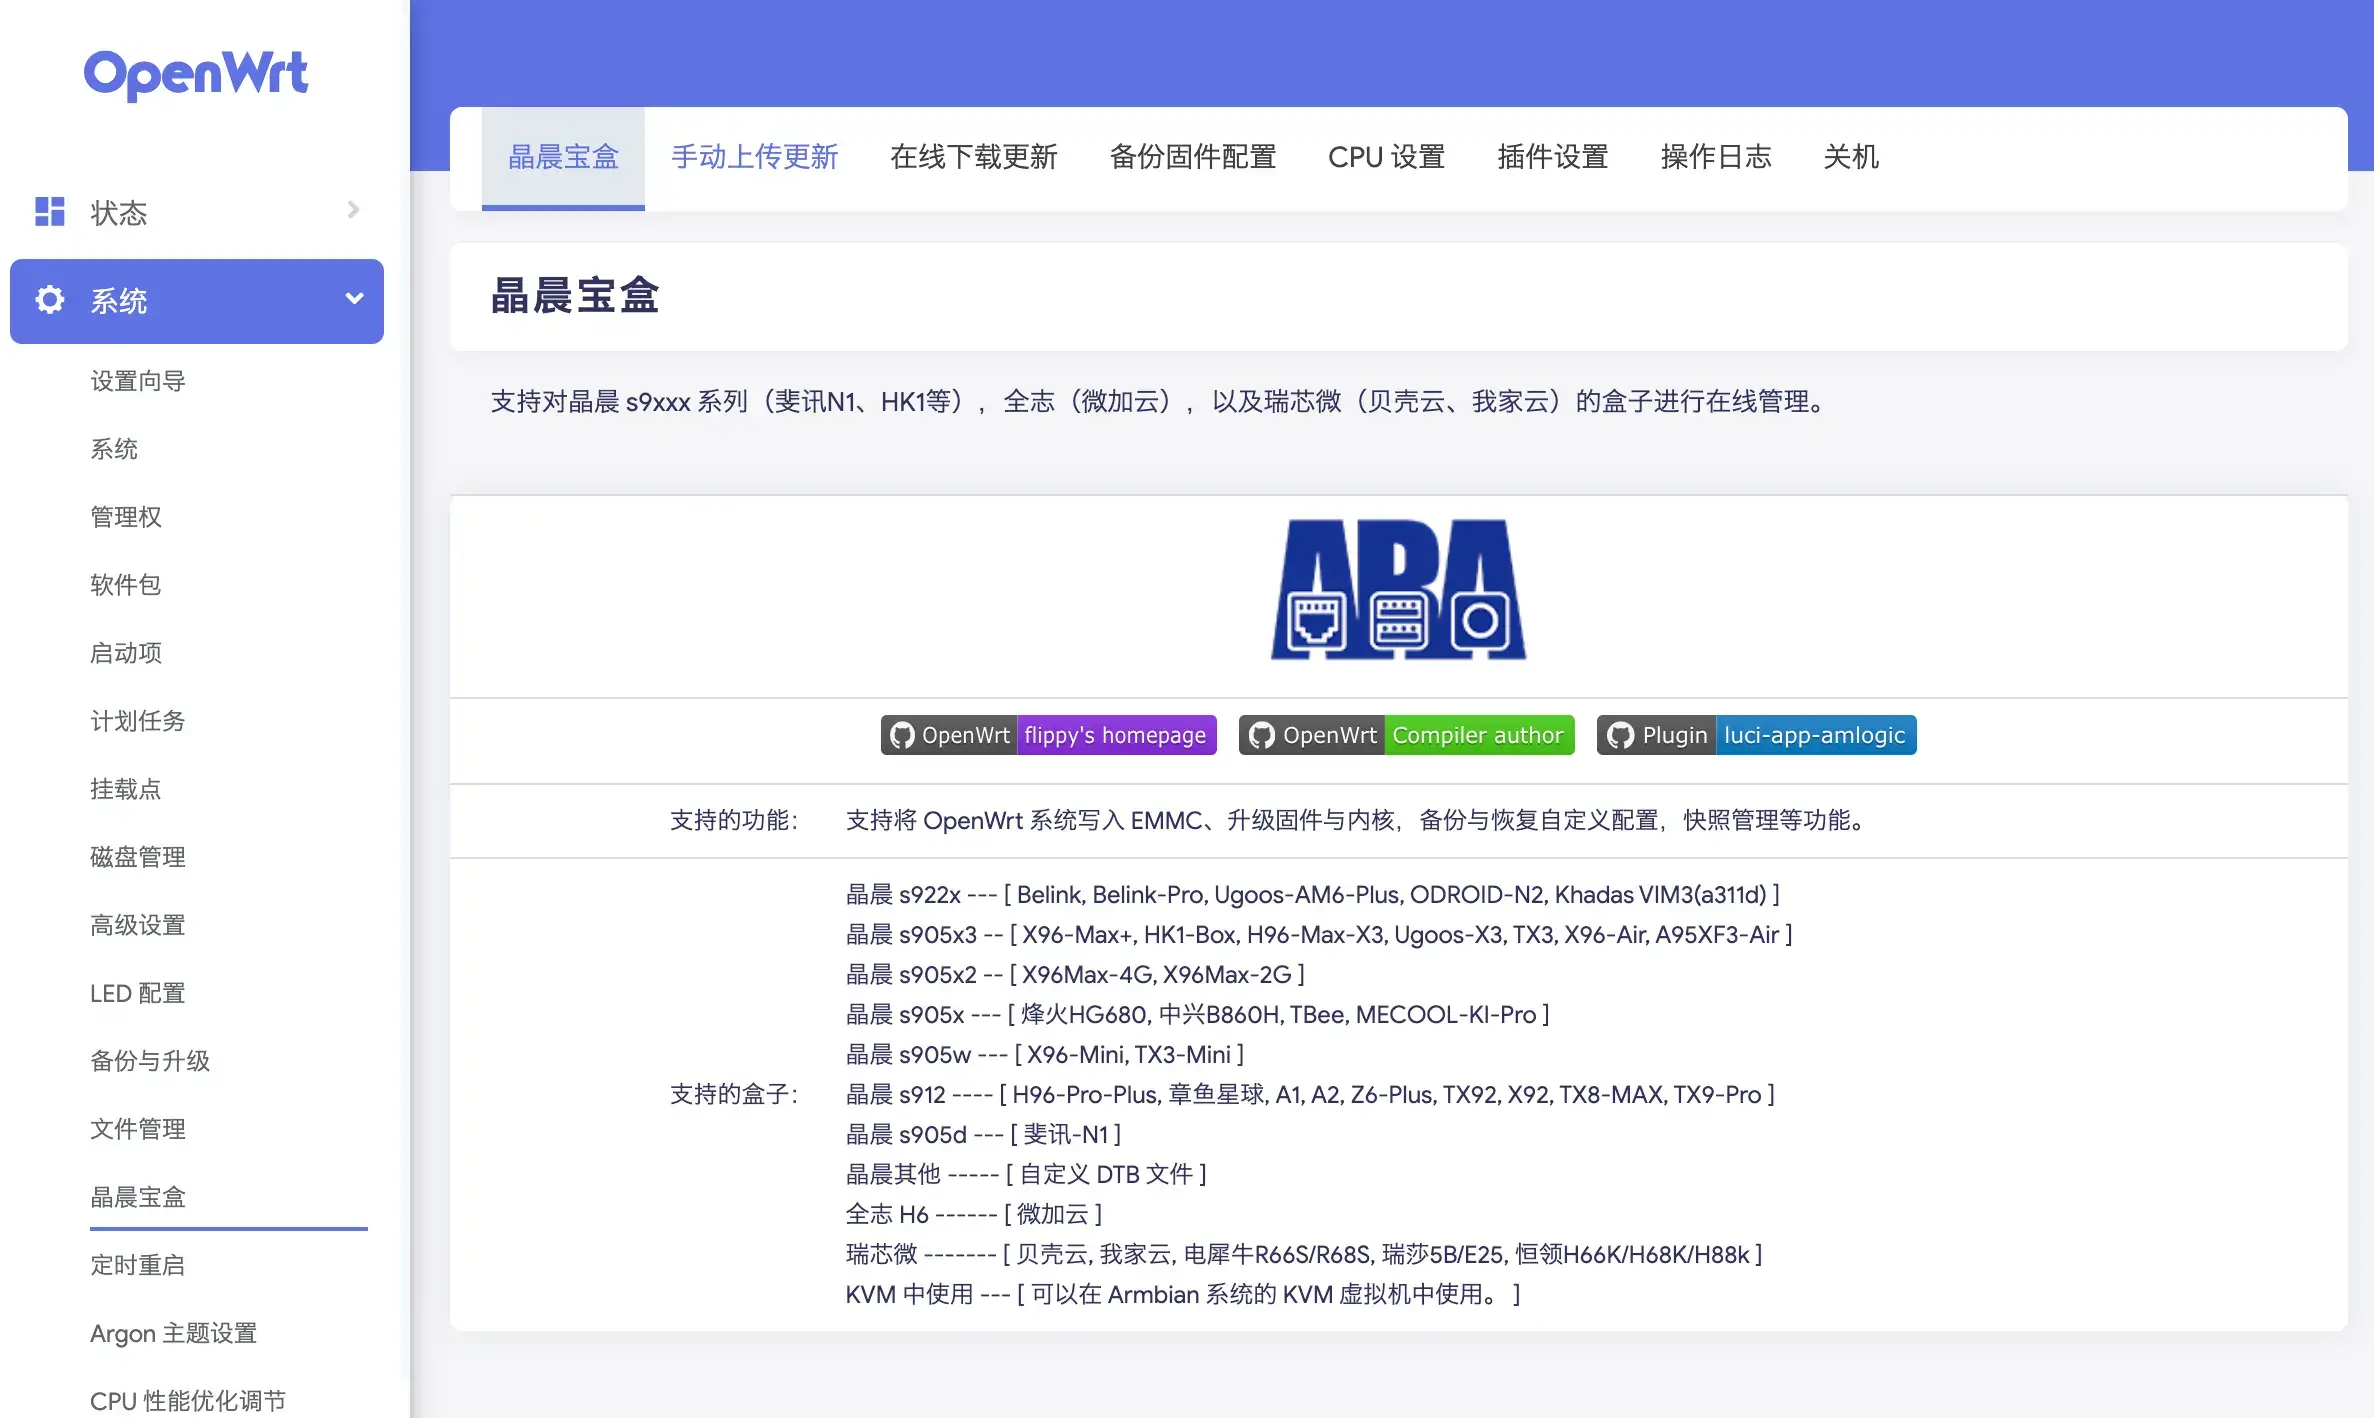 OpenWrt
状态
系统
设置向导
系统
管理权
软件包
启动项
计划任务
挂载点
磁盘管理
高级设置
LED 配置
备份与升级
文件管理
晶晨宝盒
定时重启
Argon 主题设置
CPU 性能优化调节
晶晨宝盒 手动上传更新 在线下载更新 备份固件配置 CPU 设置 插件设置 操作日志 关机
晶晨宝盒
支持对晶晨 s9xxx 系列（斐讯N1、HK1等），全志（微加云），以及瑞芯微（贝壳云、我家云）的盒子进行在线管理。
ABA
OpenWrt flippy's homepage OpenWrt Compiler author Plugin luci-app-amlogic
支持的功能： 支持将 OpenWrt 系统写入 EMMC、升级固件与内核，备份与恢复自定义配置，快照管理等功能。
支持的盒子：
晶晨 s922x --- [ Belink, Belink-Pro, Ugoos-AM6-Plus, ODROID-N2, Khadas VIM3(a311d) ]
晶晨 s905x3 -- [ X96-Max+, HK1-Box, H96-Max-X3, Ugoos-X3, TX3, X96-Air, A95XF3-Air ]
晶晨 s905x2 -- [ X96Max-4G, X96Max-2G ]
晶晨 s905x --- [ 烽火HG680, 中兴B860H, TBee, MECOOL-KI-Pro ]
晶晨 s905w --- [ X96-Mini, TX3-Mini ]
晶晨 s912 ---- [ H96-Pro-Plus, 章鱼星球, A1, A2, Z6-Plus, TX92, X92, TX8-MAX, TX9-Pro ]
晶晨 s905d --- [ 斐讯-N1 ]
晶晨其他 ----- [ 自定义 DTB 文件 ]
全志 H6 ------ [ 微加云 ]
瑞芯微 ------- [ 贝壳云, 我家云, 电犀牛R66S/R68S, 瑞莎5B/E25, 恒领H66K/H68K/H88k ]
KVM 中使用 --- [ 可以在 Armbian 系统的 KVM 虚拟机中使用。 ]